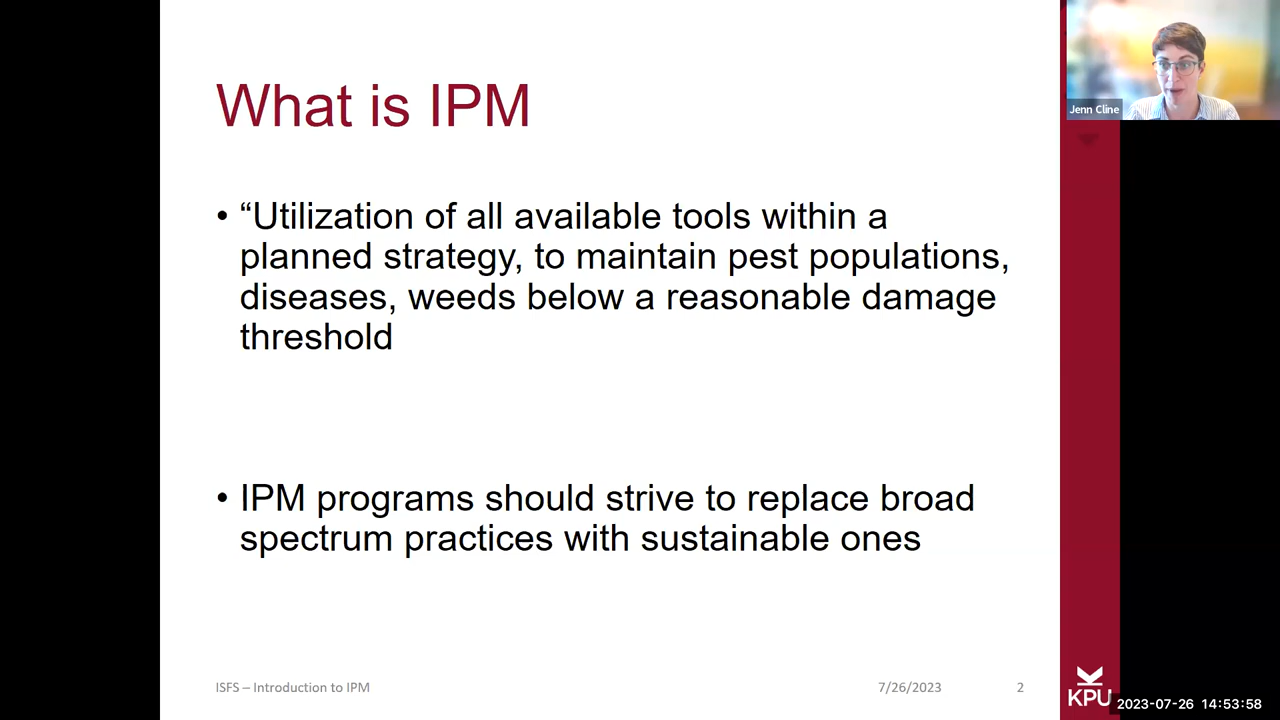 What is IPM
• “Utilization of all available tools within a
planned strategy, to maintain pest populations,
diseases, weeds below a reasonable damage
threshold
• IPM programs should strive to replace broad
spectrum practices with sustainable ones
ISFS – Introduction to IPM
7/26/2023
2
Jenn Cline
KPU
2023-07-26 14:53:58